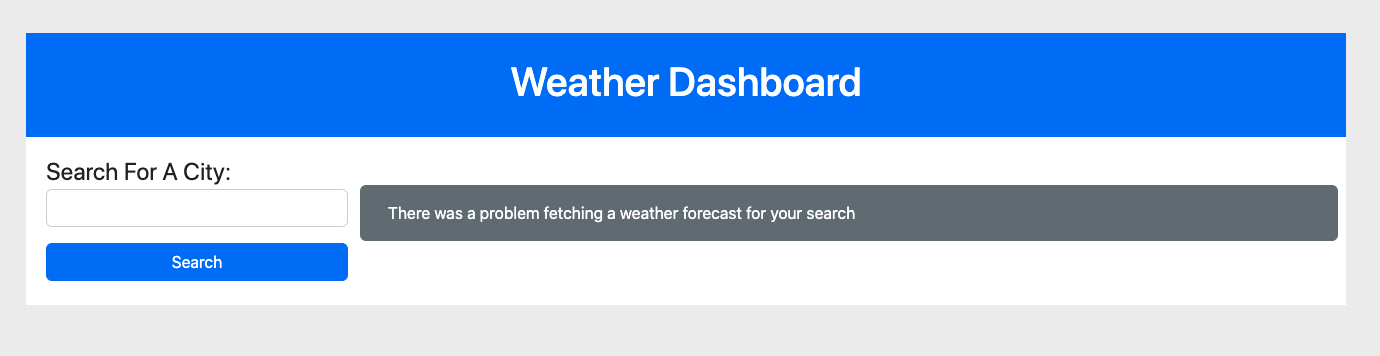 Weather Dashboard
Search For A City:
There was a problem fetching a weather forecast for your search
Search